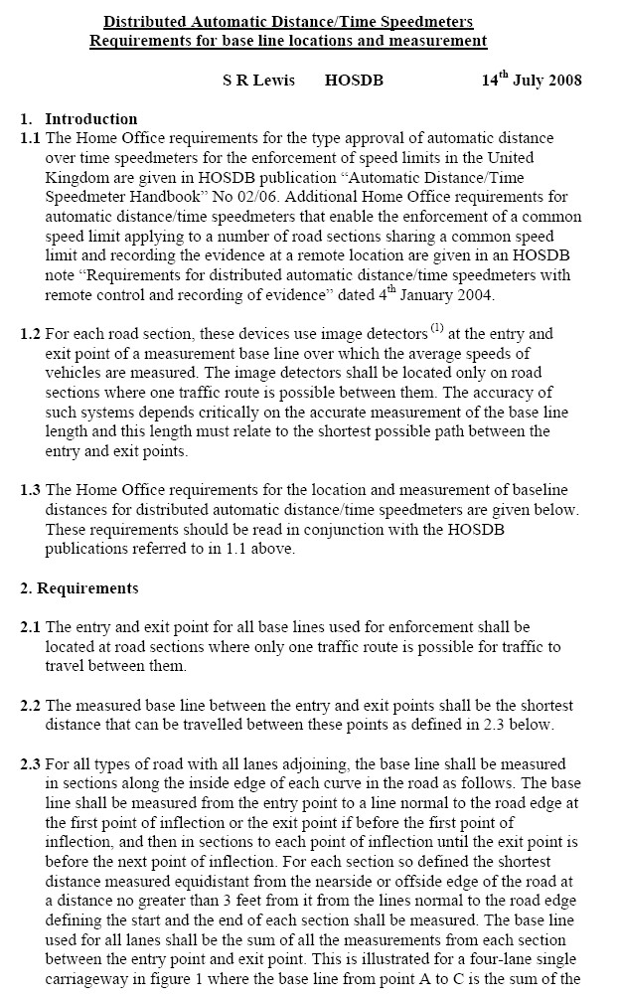 Distributed Automatic Distance/Time Speedmeters
Requirements for base line locations and measurement
S R Lewis HOSDB 14th July 2008
1. Introduction
1.1 The Home Office requirements for the type approval of automatic distance
over time speedmeters for the enforcement of speed limits in the United
Kingdom are given in HOSDB publication “Automatic Distance/Time
Speedmeter Handbook” No 02/06. Additional Home Office requirements for
automatic distance/time speedmeters that enable the enforcement of a common
speed limit applying to a number of road sections sharing a common speed
limit and recording the evidence at a remote location are given in an HOSDB
note “Requirements for distributed automatic distance/time speedmeters with
remote control and recording of evidence” dated 4th January 2004.
1.2 For each road section, these devices use image detectors (1) at the entry and
exit point of a measurement base line over which the average speeds of
vehicles are measured. The image detectors shall be located only on road
sections where one traffic route is possible between them. The accuracy of
such systems depends critically on the accurate measurement of the base line
length and this length must relate to the shortest possible path between the
entry and exit points.
1.3 The Home Office requirements for the location and measurement of baseline
distances for distributed automatic distance/time speedmeters are given below.
These requirements should be read in conjunction with the HOSDB
publications referred to in 1.1 above.
2. Requirements
2.1 The entry and exit point for all base lines used for enforcement shall be
located at road sections where only one traffic route is possible for traffic to
travel between them.
2.2 The measured base line between the entry and exit points shall be the shortest
distance that can be travelled between these points as defined in 2.3 below.
2.3 For all types of road with all lanes adjoining, the base line shall be measured
in sections along the inside edge of each curve in the road as follows. The base
line shall be measured from the entry point to a line normal to the road edge at
the first point of inflection or the exit point if before the first point of
inflection, and then in sections to each point of inflection until the exit point is
before the next point of inflection. For each section so defined the shortest
distance measured equidistant from the nearside or offside edge of the road at
a distance no greater than 3 feet from it from the lines normal to the road edge
defining the start and the end of each section shall be measured. The base line
used for all lanes shall be the sum of all the measurements from each section
between the entry point and exit point. This is illustrated for a four-lane single
carriageway in figure 1 where the base line from point A to C is the sum of the